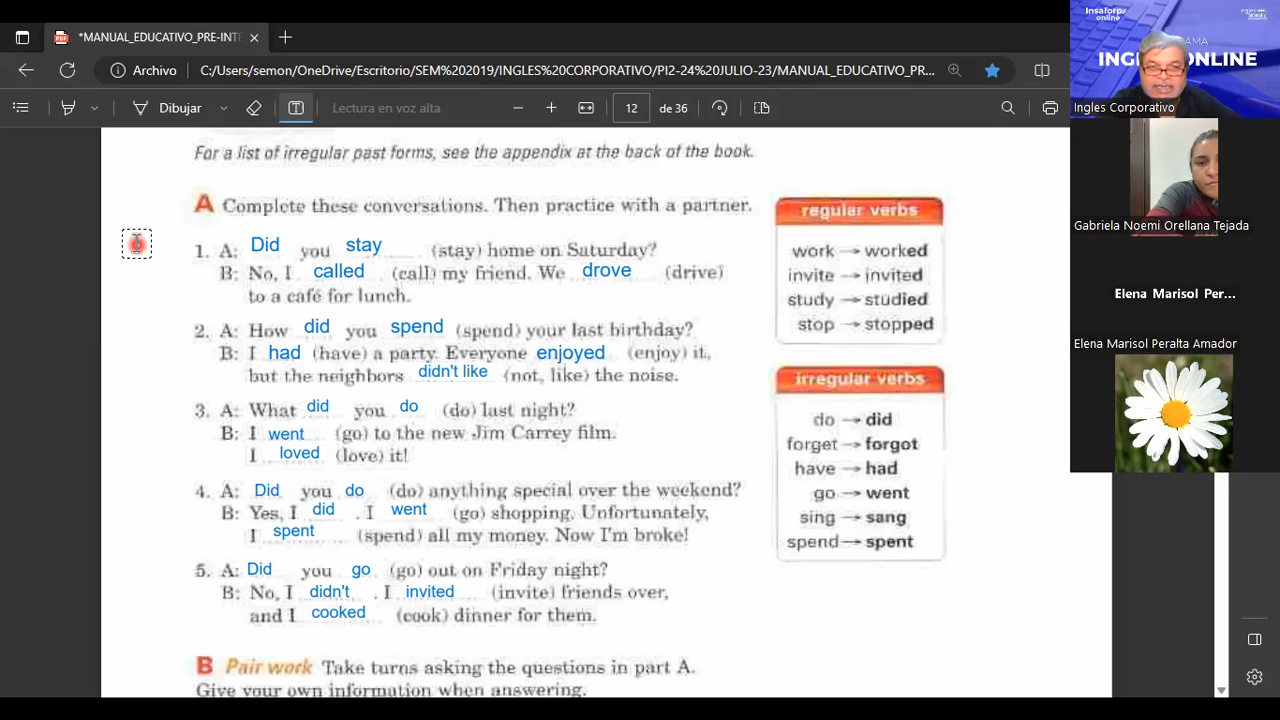 *MANUAL_EDUCATIVO_PRE-INTE
Archivo
C:/Users/semon/OneDrive/Escritorio/SEM%2029/INGLES%20CORPORATIVO/PI2-24%20JULIO-23/MANUAL_EDUCATIVO_PR...
Dibujar
Lectura en voz alta
12
de 36
For a list of irregular past forms, see the appendix at the back of the book.
A Complete these conversations. Then practice with a partner.
1. A: Did you stay (stay) home on Saturday?
B: No, I called (call) my friend. We drove (drive)
to a café for lunch.
2. A: How did you spend (spend) your last birthday?
B: I had (have) a party. Everyone enjoyed (enjoy) it,
but the neighbors didn't like (not, like) the noise.
3. A: What did you do (do) last night?
B: I went (go) to the new Jim Carrey film.
I loved (love) it!
4. A: Did you do (do) anything special over the weekend?
B: Yes, I did . I went (go) shopping. Unfortunately,
I spent (spend) all my money. Now I'm broke!
5. A: Did you go (go) out on Friday night?
B: No, I didn't . I invited (invite) friends over,
and I cooked (cook) dinner for them.
B Pair work Take turns asking the questions in part A.
Give your own information when answering.
regular verbs
work → worked
invite → invited
study → studied
stop → stopped
irregular verbs
do → did
forget → forgot
have → had
go → went
sing → sang
spend → spent
Insaforp
online
INGL ONLINE
Ingles Corporativo
Gabriela Noemi Orellana Tejada
Elena Marisol Per...
Elena Marisol Peralta Amador